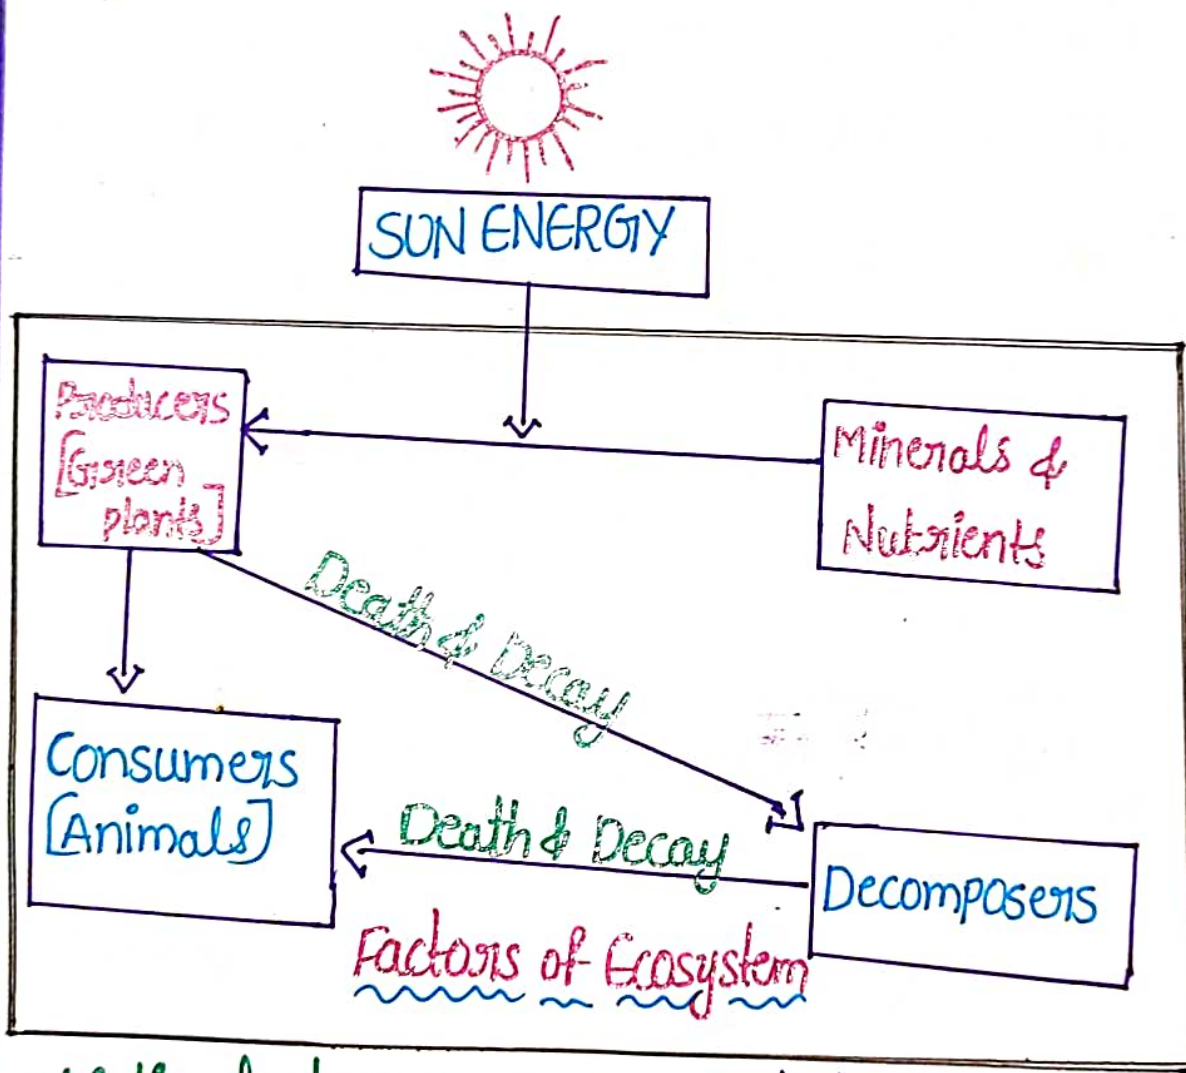 SUN ENERGY
Producers
[Green
plants]
Minerals &
Nutrients
Death & Decay
Consumers
[Animals]
Death & Decay
Decomposers
Factors of Ecosystem